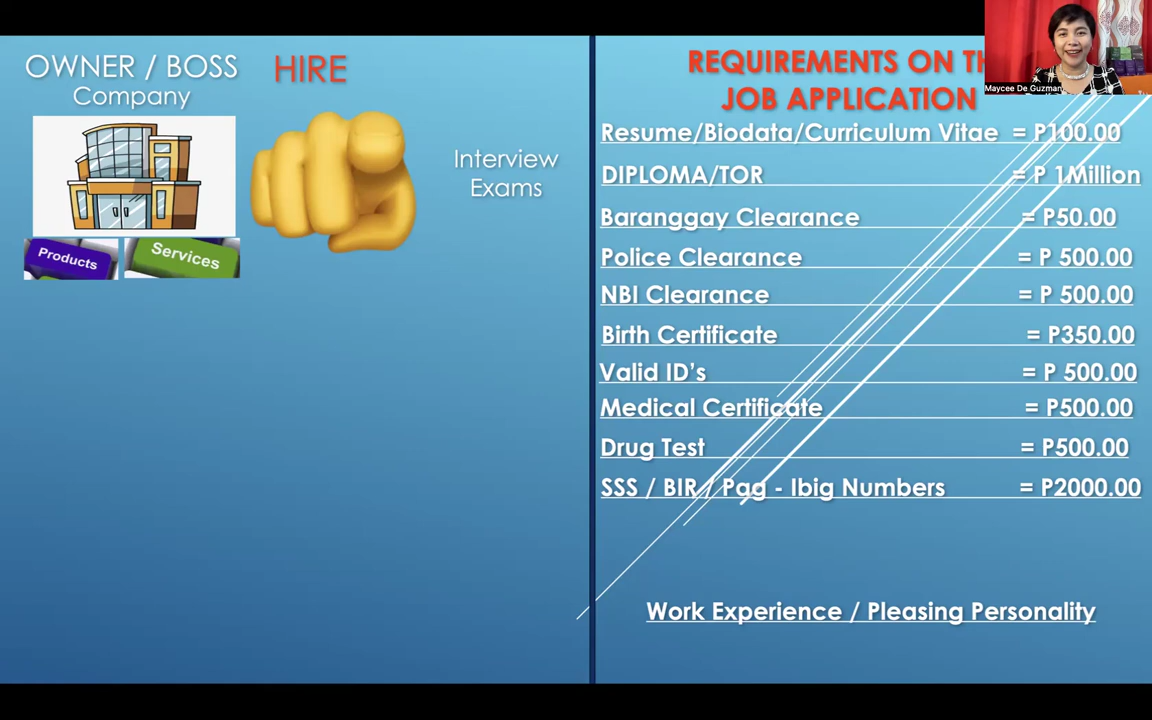 OWNER / BOSS
Company
HIRE
Interview
Exams
Products
Services
REQUIREMENTS ON
JOB APPLICATION
Resume/Biodata/Curriculum Vitae = P100.00
DIPLOMA/TOR = P 1Million
Baranggay Clearance = P50.00
Police Clearance = P 500.00
NBI Clearance = P 500.00
Birth Certificate = P350.00
Valid ID's = P 500.00
Medical Certificate = P500.00
Drug Test = P500.00
SSS / BIR / Pag - Ibig Numbers = P2000.00
Work Experience / Pleasing Personality
Maycee De Guzman